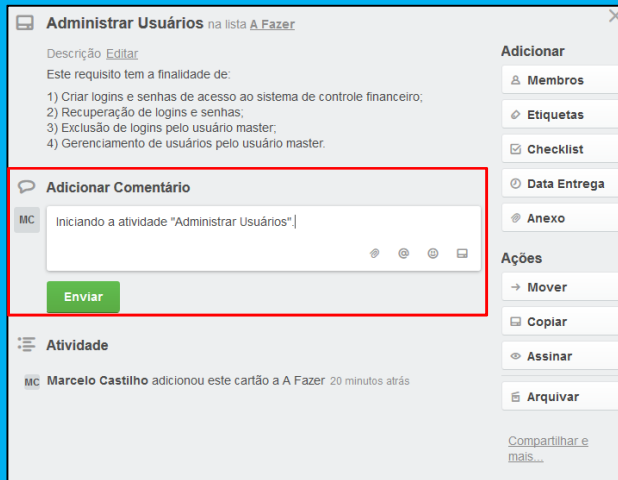 Administrar Usuários na lista A Fazer
Descrição Editar
Este requisito tem a finalidade de:
1) Criar logins e senhas de acesso ao sistema de controle financeiro;
2) Recuperação de logins e senhas;
3) Exclusão de logins pelo usuário master;
4) Gerenciamento de usuários pelo usuário master.
Adicionar Comentário
MC
Iniciando a atividade "Administrar Usuários".
Enviar
Atividade
MC Marcelo Castilho adicionou este cartão a A Fazer 20 minutos atrás
Adicionar
Membros
Etiquetas
Checklist
Data Entrega
Anexo
Ações
Mover
Copiar
Assinar
Arquivar
Compartilhar e
mais...